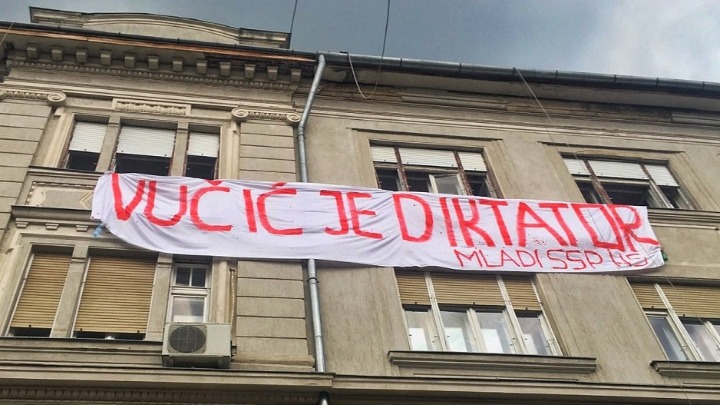 VUČIĆ JE DIKTATOR
MLADI SSP NS